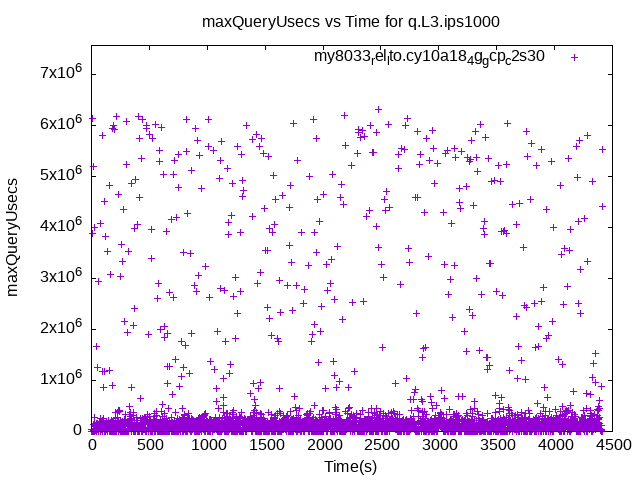 maxQueryUsecs vs Time for q.L3.ips1000
my8033_rel_lto.cy10a18_4g_gcp_c2s30
7x10^6
6x10^6
5x10^6
4x10^6
3x10^6
2x10^6
1x10^6
0
maxQueryUsecs
0 500 1000 1500 2000 2500 3000 3500 4000 4500
Time(s)